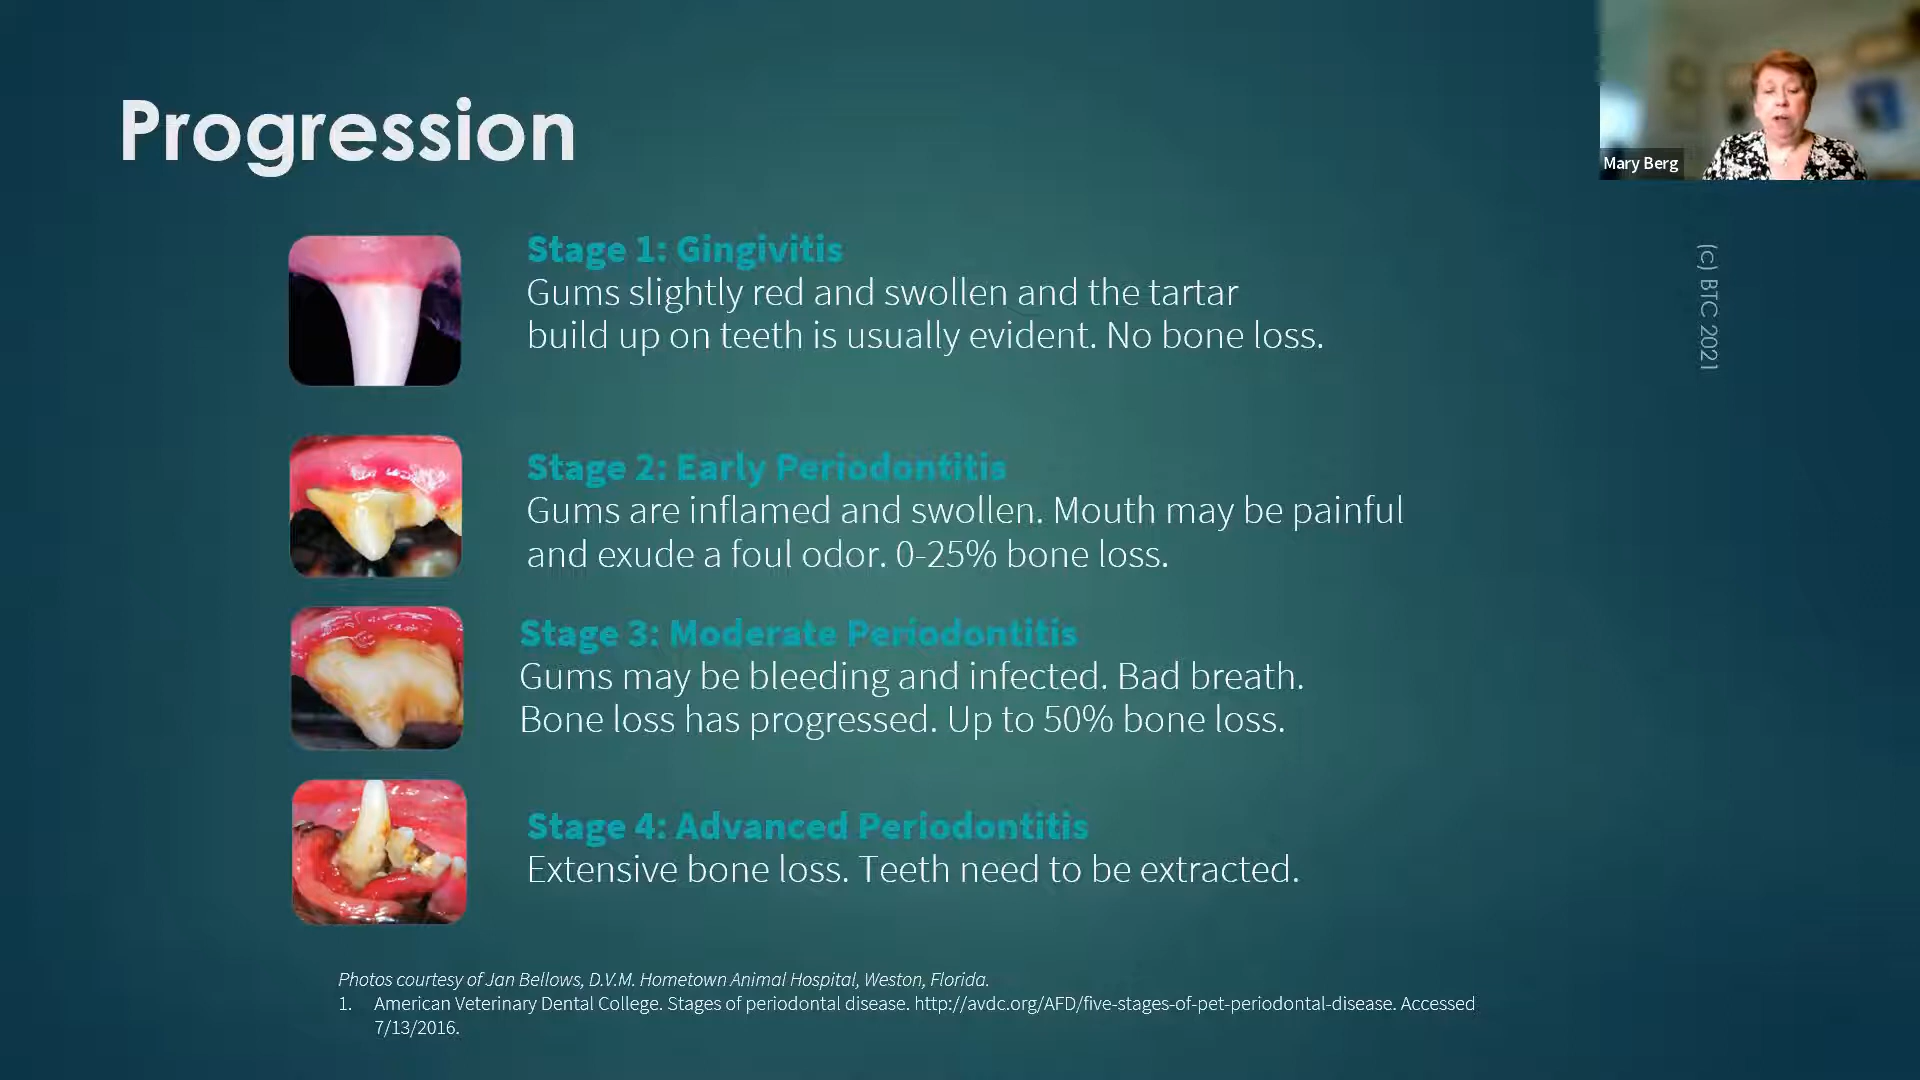 Progression
Mary Berg
Stage 1: Gingivitis
Gums slightly red and swollen and the tartar
build up on teeth is usually evident. No bone loss.
(c) BTC 2021
Stage 2: Early Periodontitis
Gums are inflamed and swollen. Mouth may be painful
and exude a foul odor. 0-25% bone loss.
Stage 3: Moderate Periodontitis
Gums may be bleeding and infected. Bad breath.
Bone loss has progressed. Up to 50% bone loss.
Stage 4: Advanced Periodontitis
Extensive bone loss. Teeth need to be extracted.
Photos courtesy of Jan Bellows, D.V.M. Hometown Animal Hospital, Weston, Florida.
1. American Veterinary Dental College. Stages of periodontal disease. http://avdc.org/AFD/five-stages-of-pet-periodontal-disease. Accessed
7/13/2016.